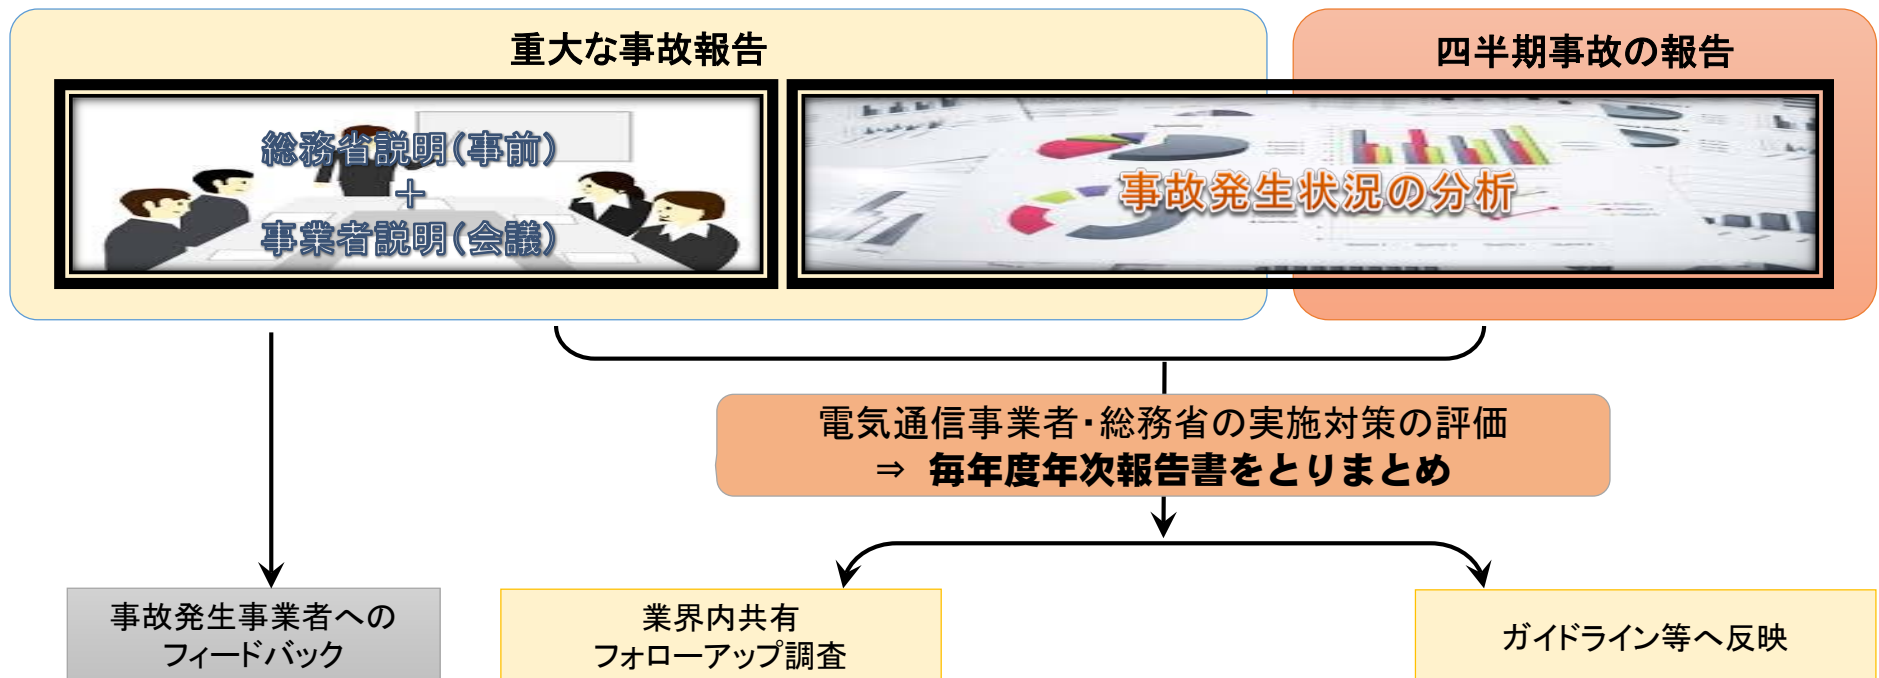 重大な事故報告
四半期事故の報告
総務省説明(事前)
+
事業者説明(会議)
事故発生状況の分析
電気通信事業者・総務省の実施対策の評価
⇒ 毎年度年次報告書をとりまとめ
事故発生事業者への
フィードバック
業界内共有
フォローアップ調査
ガイドライン等へ反映